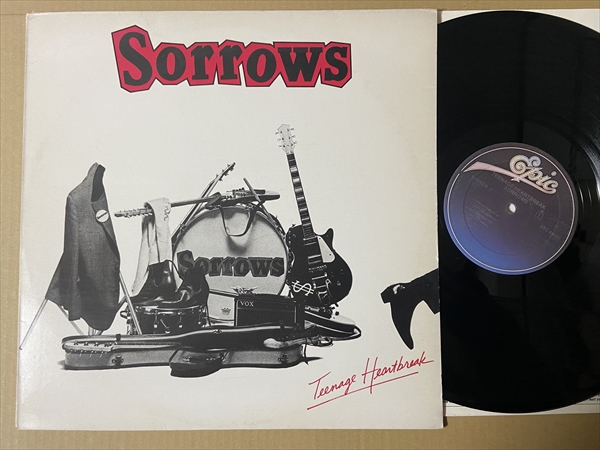 Sorrows
Sorrows
VOX
Teenage Heartbreak
Epic